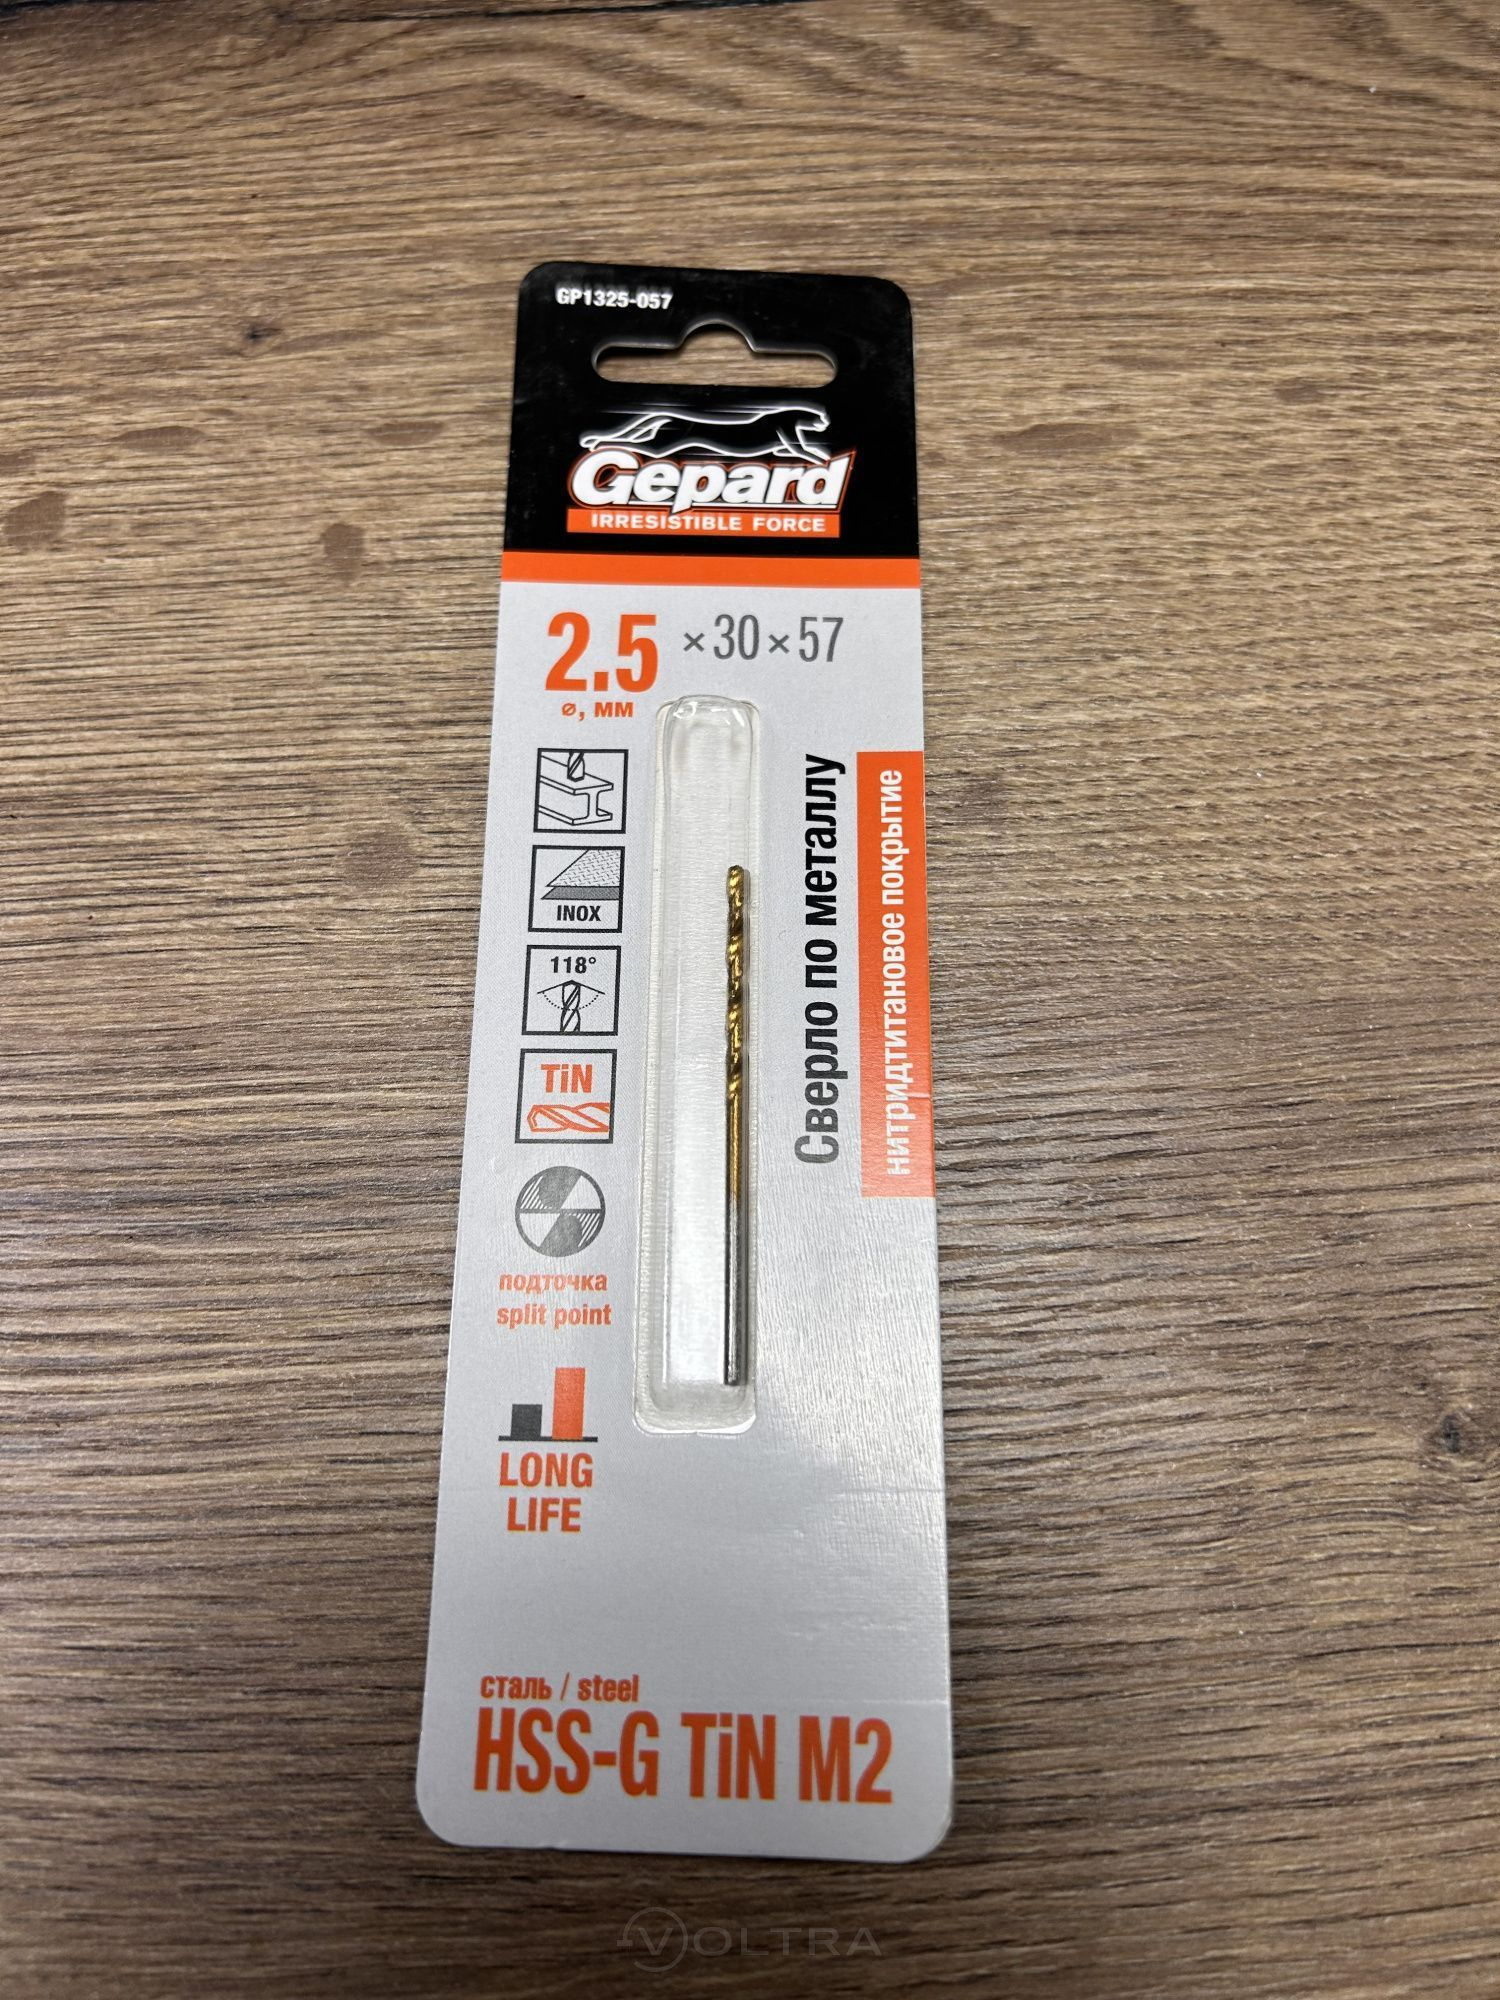 GP1325-057
Gepard
IRRESISTIBLE FORCE
2.5 × 30 × 57
⌀, мм
INOX
118°
TiN
подточка
split point
LONG
LIFE
Сверло по металлу
нитридтитановое покрытие
сталь / steel
HSS-G TiN M2
VOLTRA